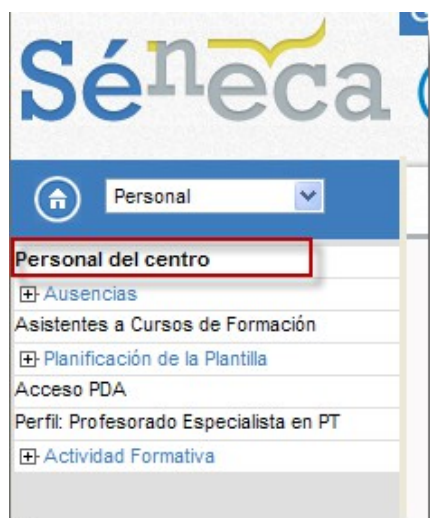 Séneca
Personal
Personal del centro
Ausencias
Asistentes a Cursos de Formación
Planificación de la Plantilla
Acceso PDA
Perfil: Profesorado Especialista en PT
Actividad Formativa